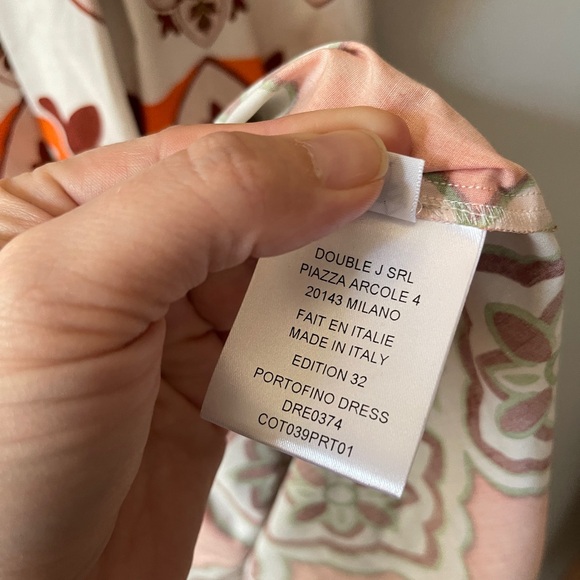 DOUBLE J SRL
PIAZZA ARCOLE 4
20143 MILANO
FAIT EN ITALIE
MADE IN ITALY
EDITION 32
PORTOFINO DRESS
DRE0374
COT039PRT01